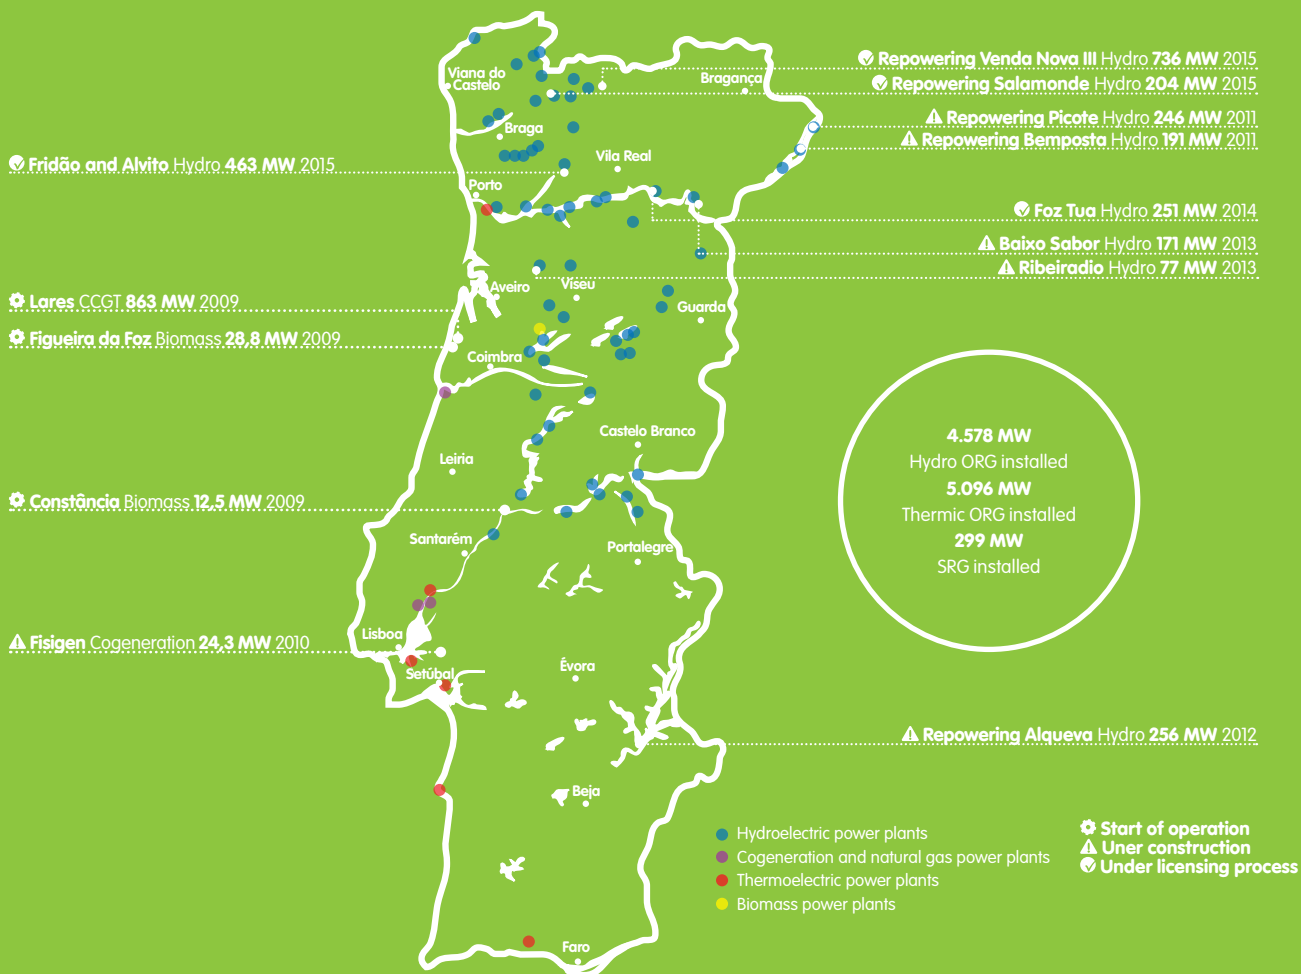 Repowering Venda Nova III Hydro 736 MW 2015
Repowering Salamonde Hydro 204 MW 2015
Repowering Picote Hydro 246 MW 2011
Repowering Bemposta Hydro 191 MW 2011
Foz Tua Hydro 251 MW 2014
Baixo Sabor Hydro 171 MW 2013
Ribeiradio Hydro 77 MW 2013
Fridão and Alvito Hydro 463 MW 2015
Lares CCGT 863 MW 2009
Figueira da Foz Biomass 28,8 MW 2009
Constância Biomass 12,5 MW 2009
Fisigen Cogeneration 24,3 MW 2010
Repowering Alqueva Hydro 256 MW 2012
Viana do
Castelo
Bragança
Braga
Vila Real
Porto
Aveiro
Viseu
Guarda
Coimbra
Castelo Branco
Leiria
Santarém
Portalegre
Lisboa
Setúbal
Évora
Beja
Faro
4.578 MW
Hydro ORG installed
5.096 MW
Thermic ORG installed
299 MW
SRG installed
Hydroelectric power plants
Cogeneration and natural gas power plants
Thermoelectric power plants
Biomass power plants
Start of operation
Uner construction
Under licensing process